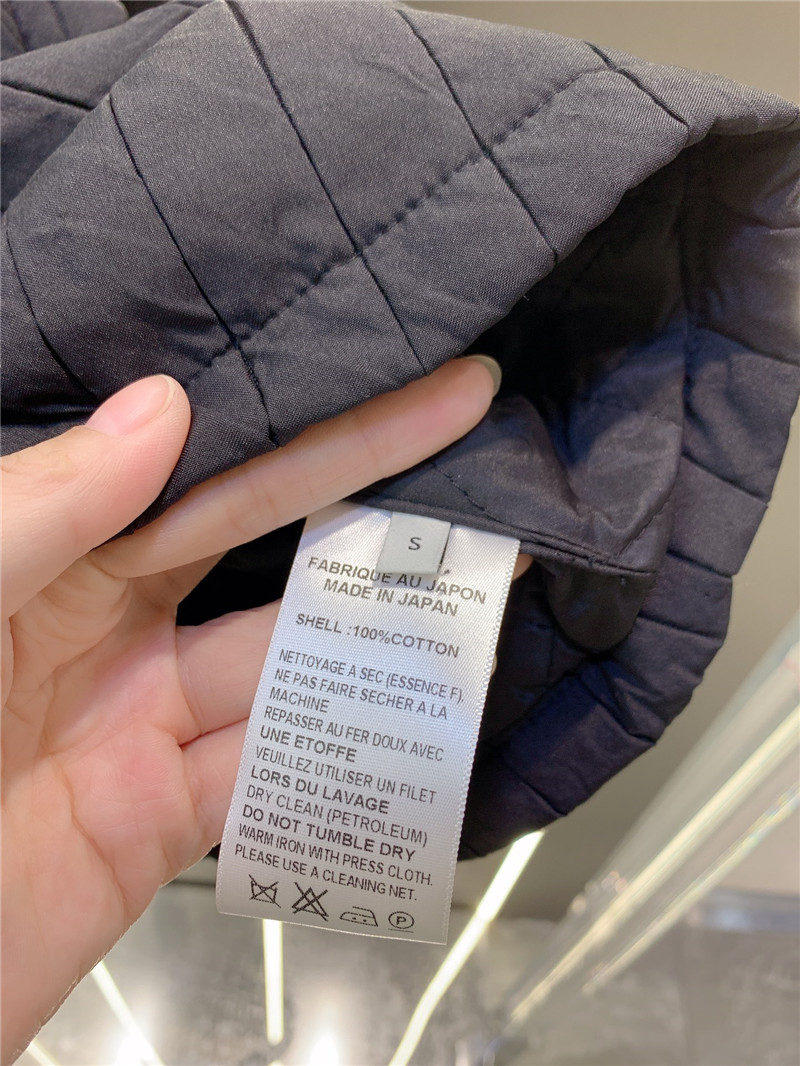 S
FABRIQUE AU JAPON
MADE IN JAPAN
SHELL :100%COTTON
NETTOYAGE A SEC (ESSENCE F),
NE PAS FAIRE SECHER A LA
MACHINE
REPASSER AU FER DOUX AVEC
UNE ETOFFE
VEUILLEZ UTILISER UN FILET
LORS DU LAVAGE
DRY CLEAN (PETROLEUM)
DO NOT TUMBLE DRY
WARM IRON WITH PRESS CLOTH.
PLEASE USE A CLEANING NET.
P